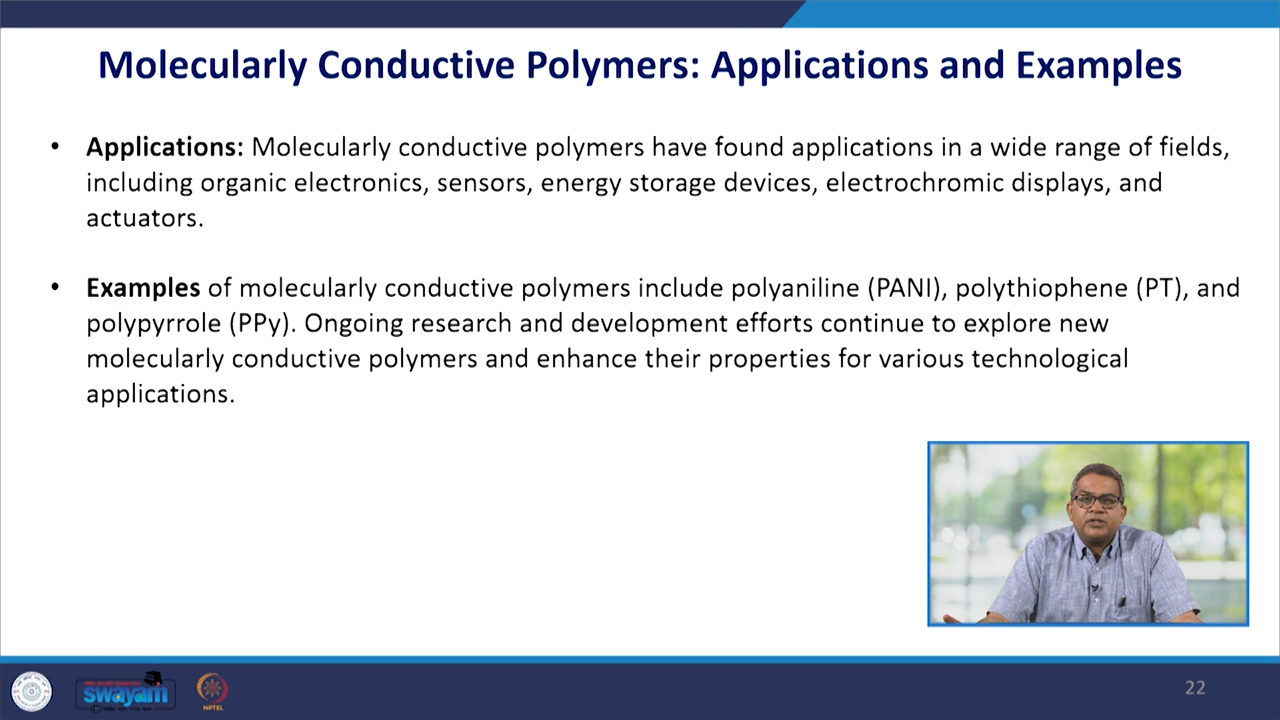 Molecularly Conductive Polymers: Applications and Examples
• Applications: Molecularly conductive polymers have found applications in a wide range of fields,
including organic electronics, sensors, energy storage devices, electrochromic displays, and
actuators.
• Examples of molecularly conductive polymers include polyaniline (PANI), polythiophene (PT), and
polypyrrole (PPy). Ongoing research and development efforts continue to explore new
molecularly conductive polymers and enhance their properties for various technological
applications.
swayam
NPTEL
22